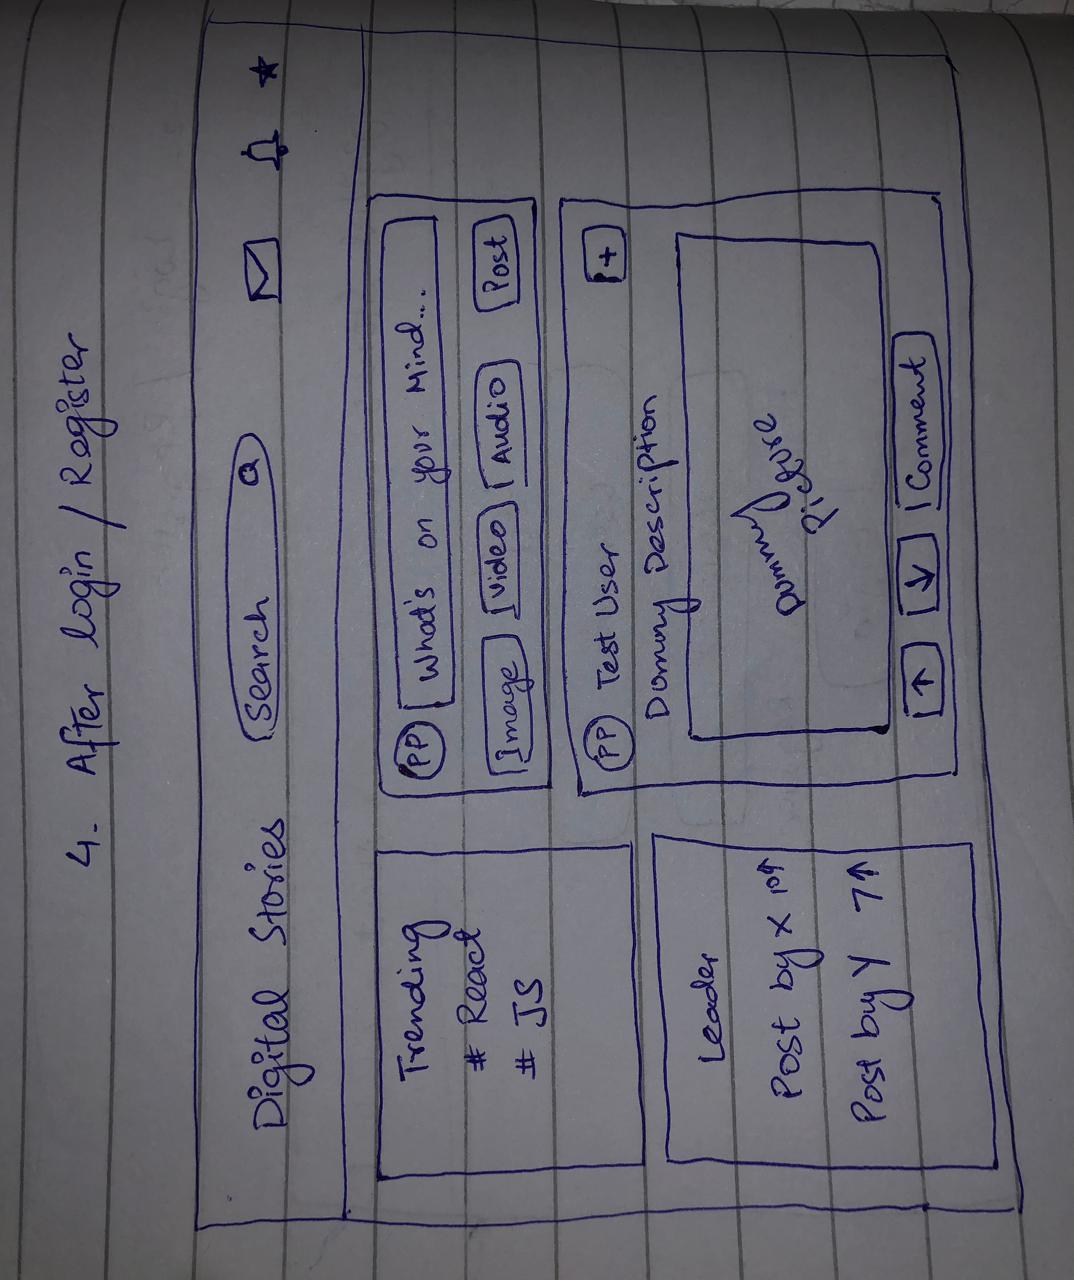 4. After login / Register
Digital Stories
Search
Trending
# React
# JS
Leader
Post by X 10↑
Post by Y 7↑
PP
What's on your Mind...
Image
Video
Audio
Post
PP Test User
+
Dummy Description
Dummy
Picture
↑ ↓ Comment